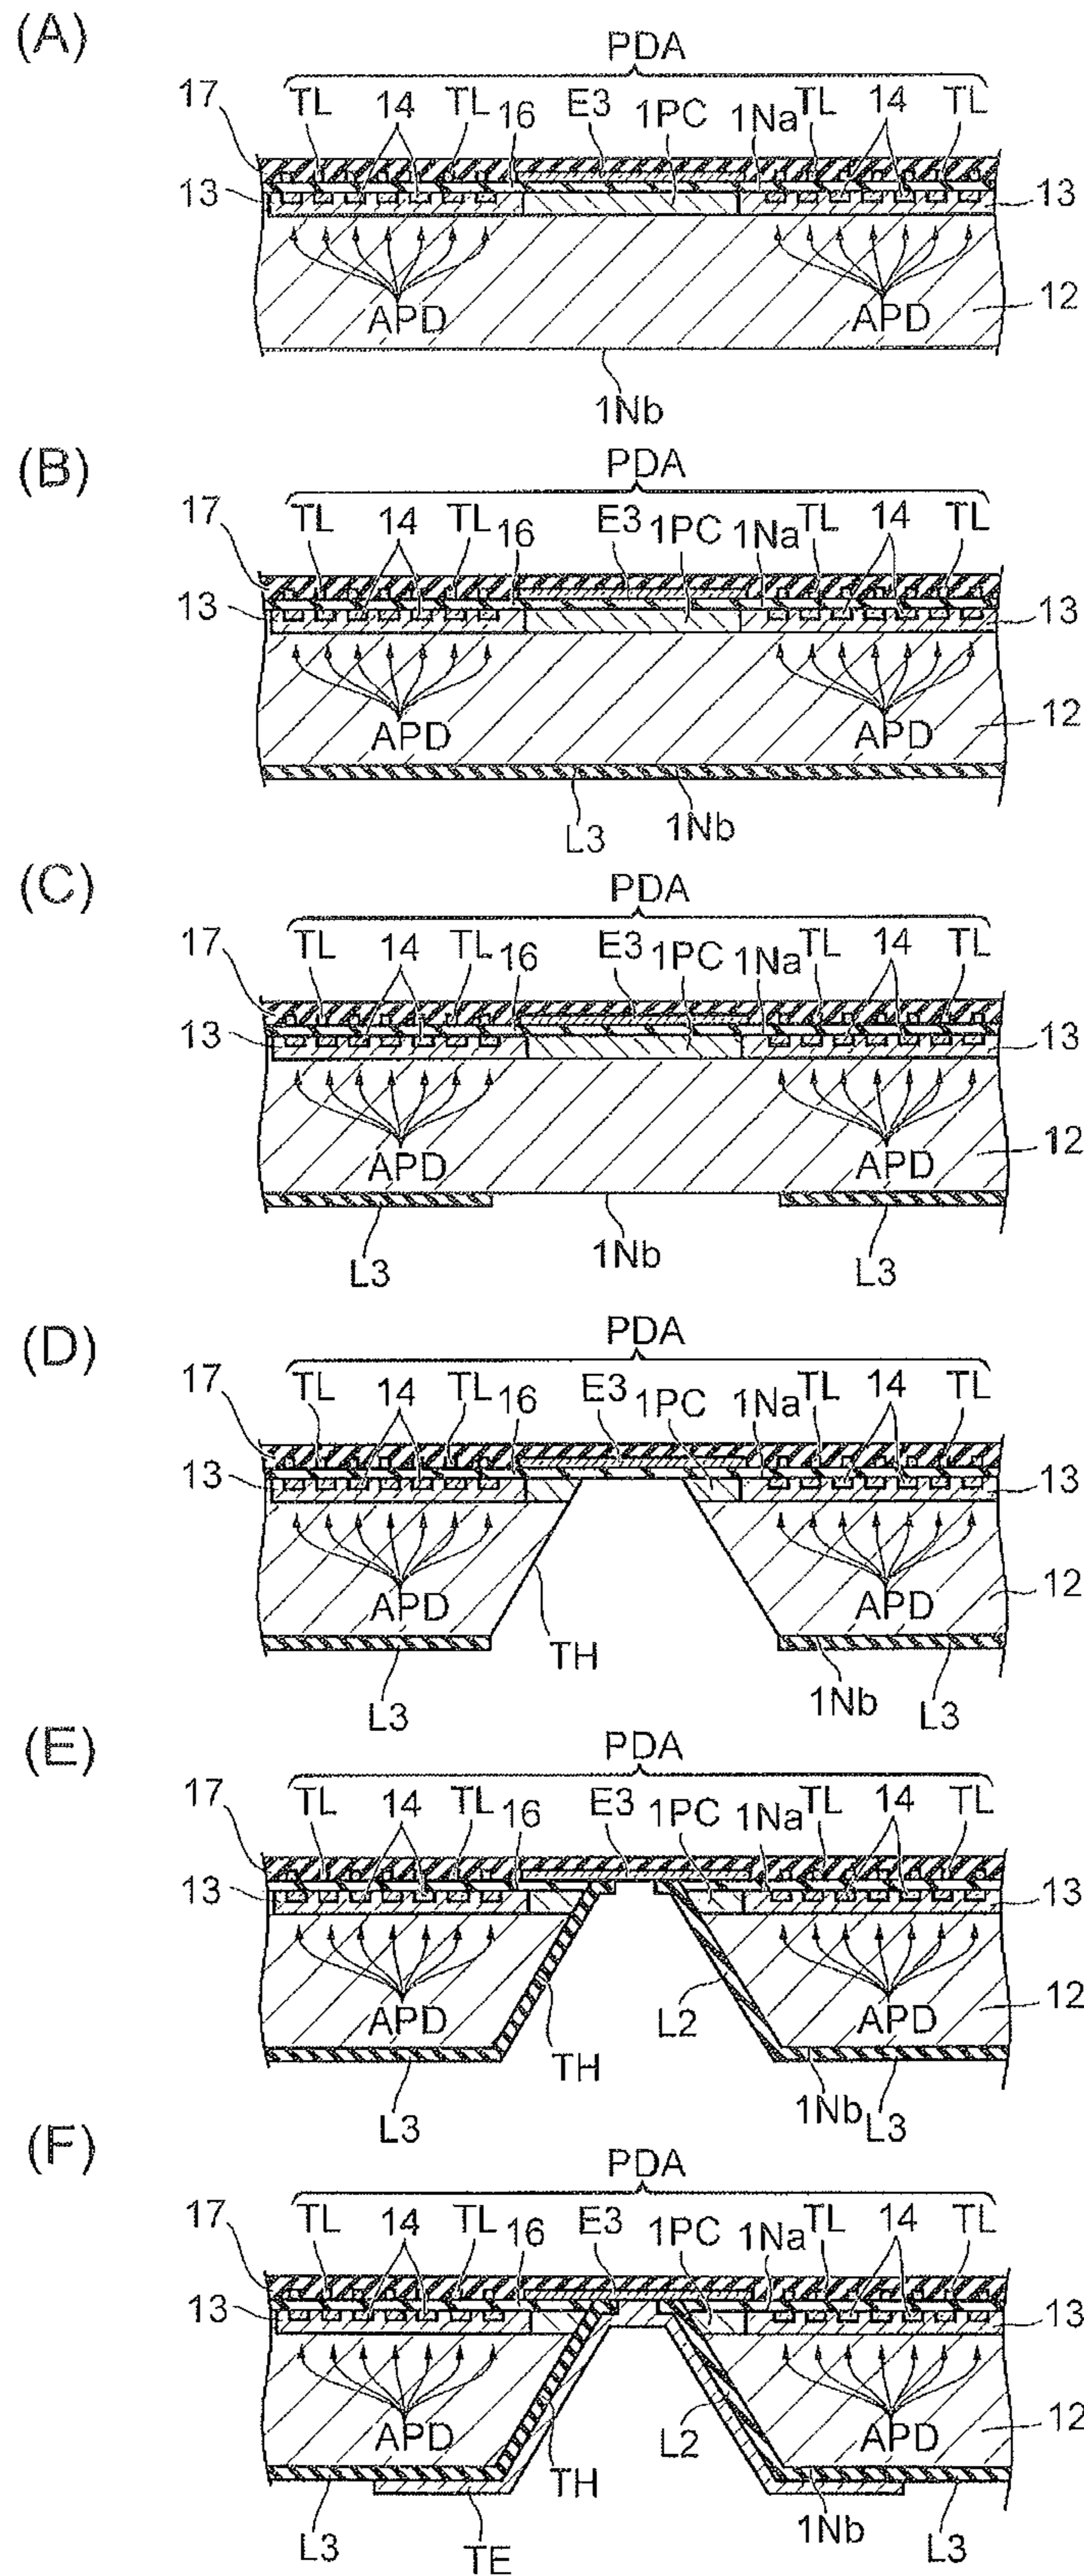 (A)
PDA
17 TL 14 TL 16 E3 1PC 1Na TL 14 TL
13 13
APD APD 12
1Nb
(B)
PDA
17 TL 14 TL 16 E3 1PC 1Na TL 14 TL
13 13
APD APD 12
L3 1Nb
(C)
PDA
17 TL 14 TL 16 E3 1PC 1Na TL 14 TL
13 13
APD APD 12
L3 1Nb L3
(D)
PDA
17 TL 14 TL 16 E3 1PC 1Na TL 14 TL
13 13
APD APD 12
TH
L3 1Nb L3
(E)
PDA
17 TL 14 TL 16 E3 1PC 1Na TL 14 TL
13 13
APD L2 APD 12
TH
L3 1Nb L3
(F)
PDA
17 TL 14 TL 16 E3 1PC 1Na TL 14 TL
13 13
APD L2 APD 12
TH
L3 TE 1Nb L3